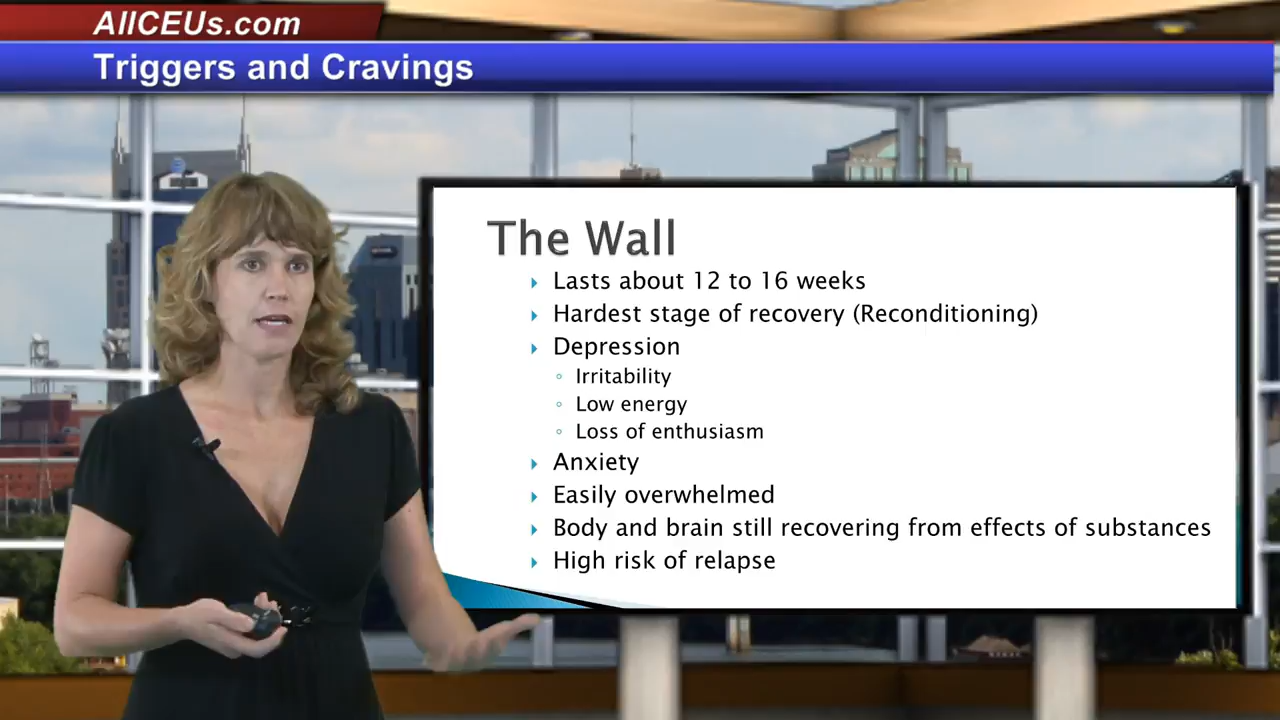 AllCEUs.com
Triggers and Cravings
The Wall
Lasts about 12 to 16 weeks
Hardest stage of recovery (Reconditioning)
Depression
Irritability
Low energy
Loss of enthusiasm
Anxiety
Easily overwhelmed
Body and brain still recovering from effects of substances
High risk of relapse